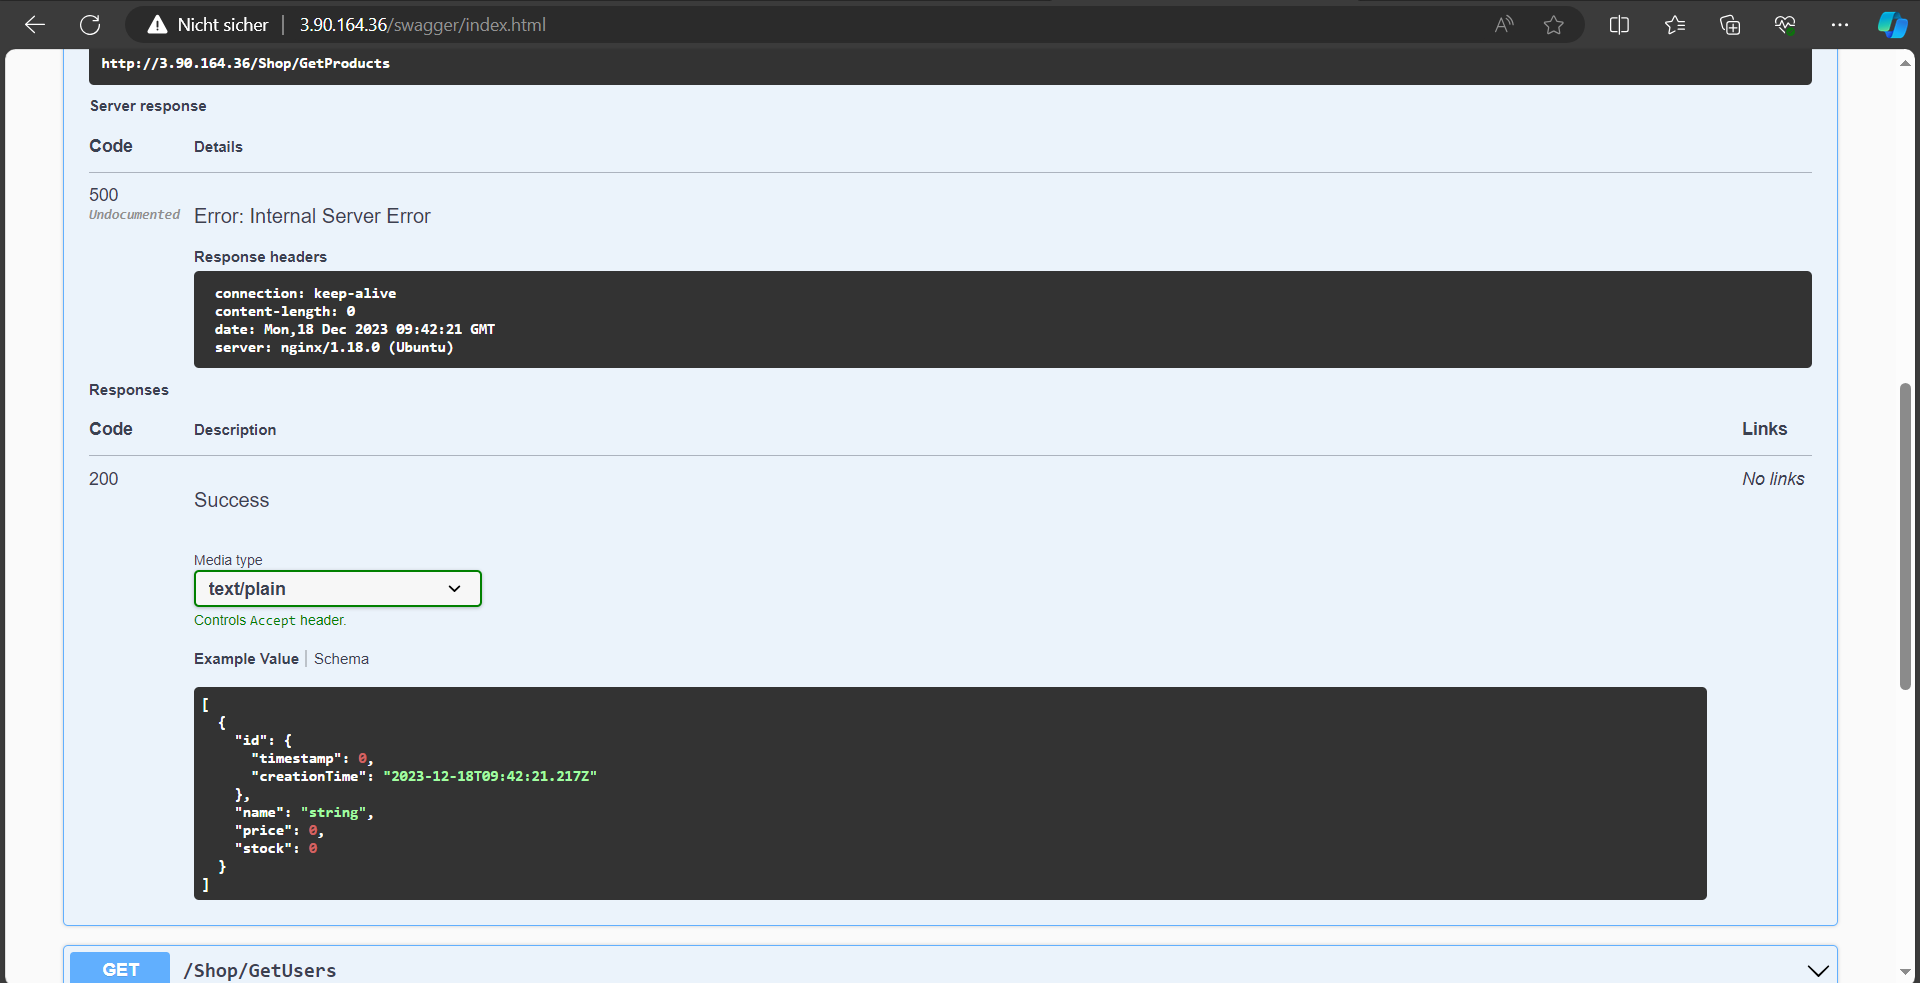 Nicht sicher | 3.90.164.36/swagger/index.html
http://3.90.164.36/Shop/GetProducts
Server response
Code Details
500
Undocumented
Error: Internal Server Error
Response headers
connection: keep-alive
content-length: 0
date: Mon,18 Dec 2023 09:42:21 GMT
server: nginx/1.18.0 (Ubuntu)
Responses
Code Description Links
200 No links
Success
Media type
text/plain
Controls Accept header.
Example Value | Schema
[
  {
    "id": {
      "timestamp": 0,
      "creationTime": "2023-12-18T09:42:21.217Z"
    },
    "name": "string",
    "price": 0,
    "stock": 0
  }
]
GET /Shop/GetUsers